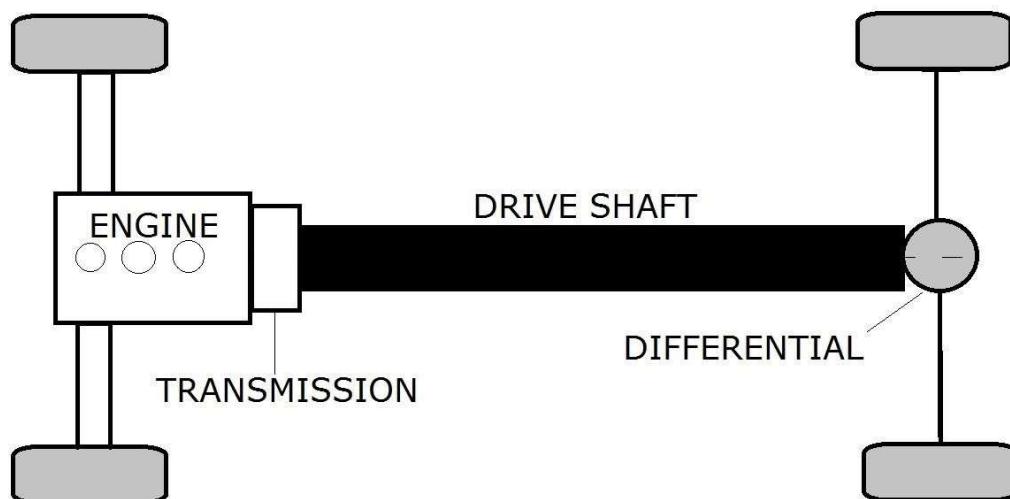 DRIVE SHAFT
ENGINE
DIFFERENTIAL
TRANSMISSION